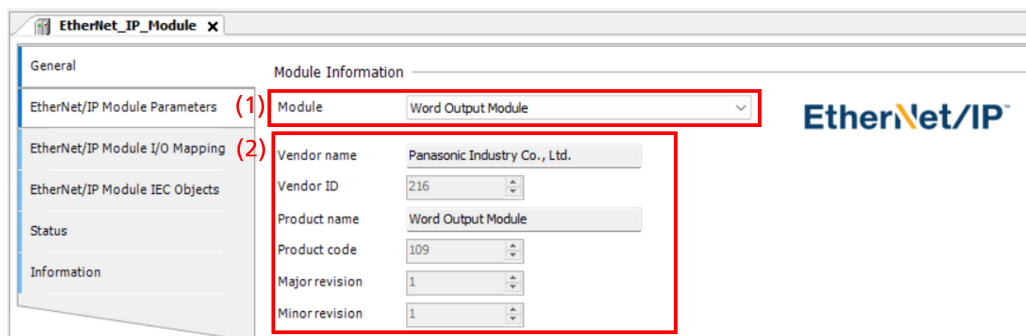 EtherNet_IP_Module x
General
Module Information
EtherNet/IP Module Parameters
(1) Module Word Output Module
EtherNet/IP™
EtherNet/IP Module I/O Mapping
(2)
Vendor name Panasonic Industry Co., Ltd.
Vendor ID 216
EtherNet/IP Module IEC Objects
Product name Word Output Module
Status
Product code 109
Information
Major revision 1
Minor revision 1